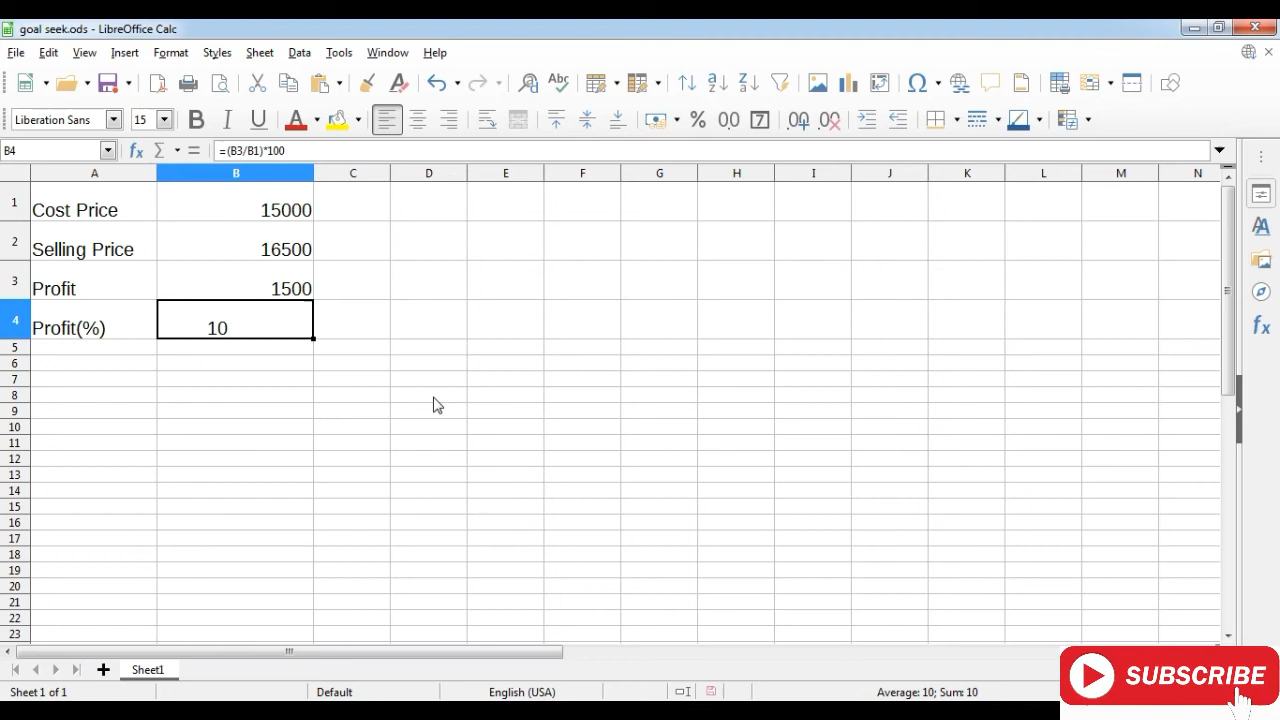 goal seek.ods - LibreOffice Calc
File Edit View Insert Format Styles Sheet Data Tools Window Help
Liberation Sans 15
B4 =(B3/B1)*100
A B C D E F G H I J K L M N
1 Cost Price 15000
2 Selling Price 16500
3 Profit 1500
4 Profit(%) 10
5
6
7
8
9
10
11
12
13
14
15
16
17
18
19
20
21
22
23
Sheet1
Sheet 1 of 1 Default English (USA) Average: 10; Sum: 10
SUBSCRIBE